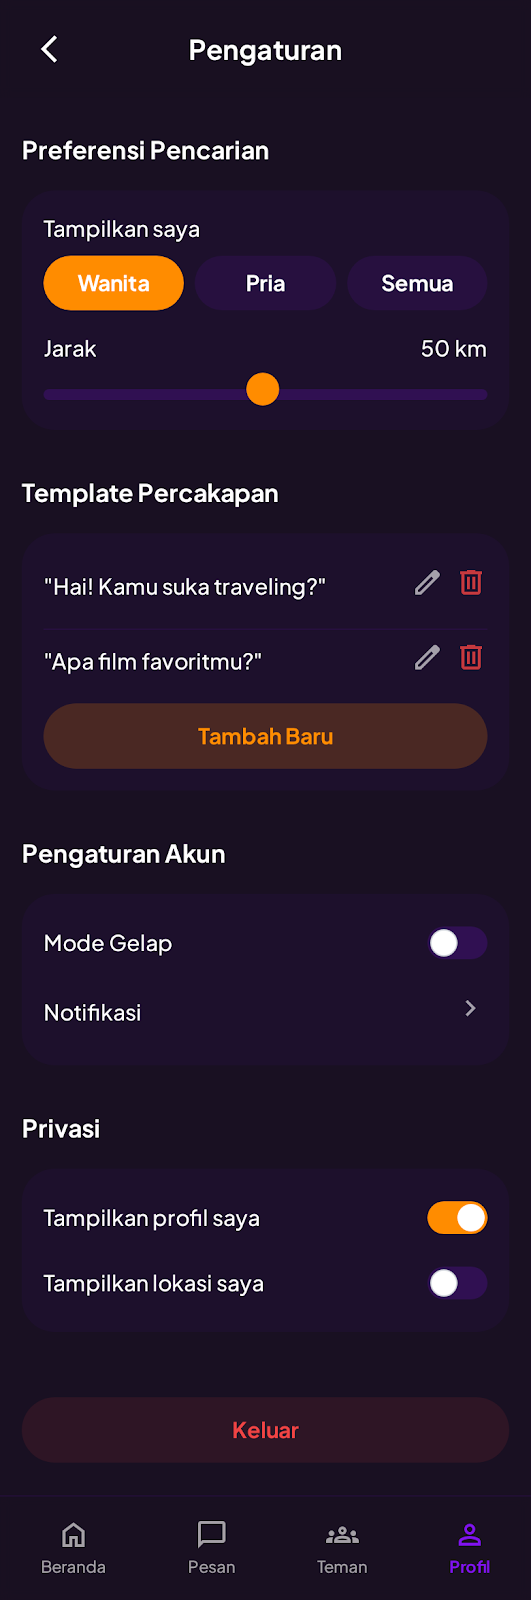 Pengaturan
Preferensi Pencarian
Tampilkan saya
Wanita Pria Semua
Jarak 50 km
Template Percakapan
"Hai! Kamu suka traveling?"
"Apa film favoritmu?"
Tambah Baru
Pengaturan Akun
Mode Gelap
Notifikasi
Privasi
Tampilkan profil saya
Tampilkan lokasi saya
Keluar
Beranda Pesan Teman Profil